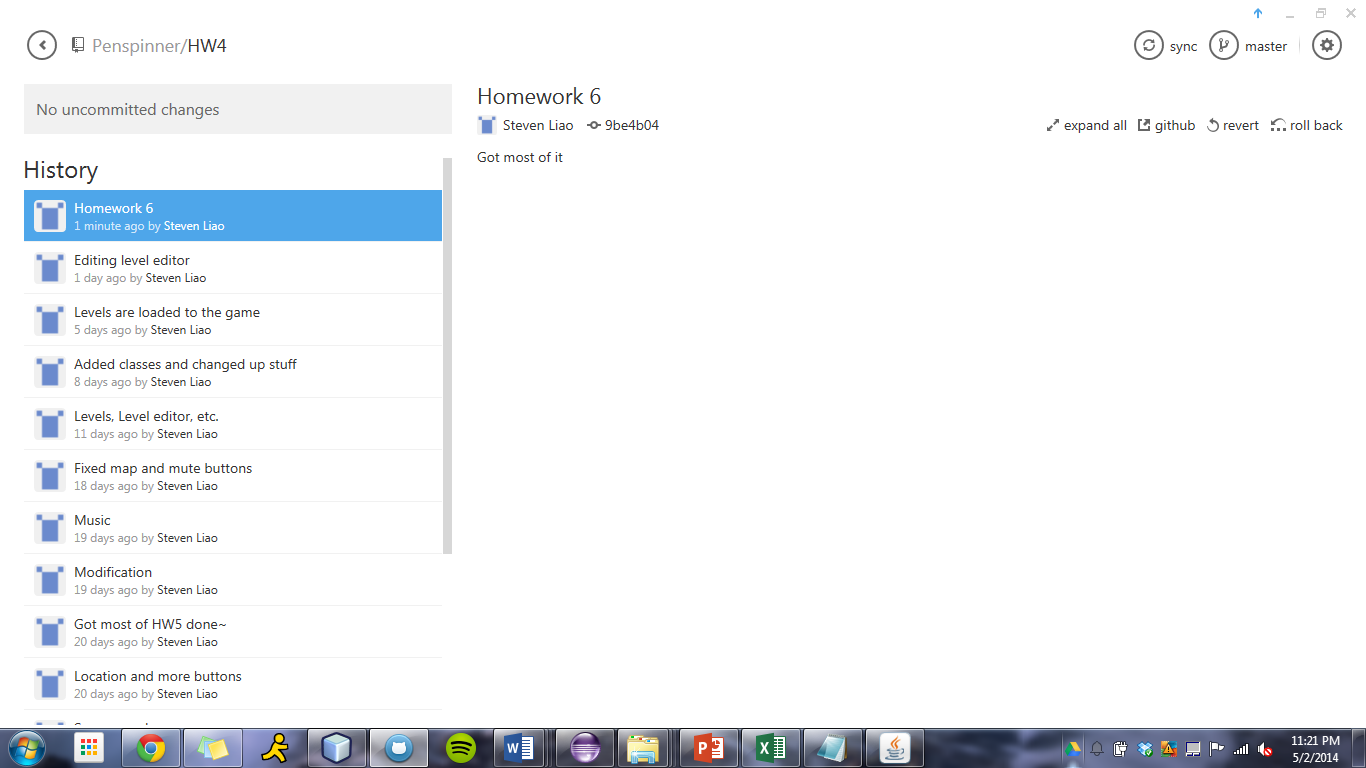 Penspinner/HW4
sync
master
No uncommitted changes
History
Homework 6
1 minute ago by Steven Liao
Editing level editor
1 day ago by Steven Liao
Levels are loaded to the game
5 days ago by Steven Liao
Added classes and changed up stuff
8 days ago by Steven Liao
Levels, Level editor, etc.
11 days ago by Steven Liao
Fixed map and mute buttons
18 days ago by Steven Liao
Music
19 days ago by Steven Liao
Modification
19 days ago by Steven Liao
Got most of HW5 done~
20 days ago by Steven Liao
Location and more buttons
20 days ago by Steven Liao
Homework 6
Steven Liao 9be4b04
expand all github revert roll back
Got most of it
11:21 PM
5/2/2014